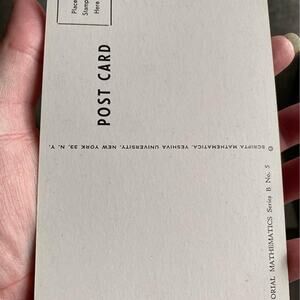 Place
Stamp
Here
POST CARD
© SCRIPTA MATHEMATICA, YESHIVA UNIVERSITY, NEW YORK 33, N. Y.
ORIAL MATHEMATICS Series B No. 5